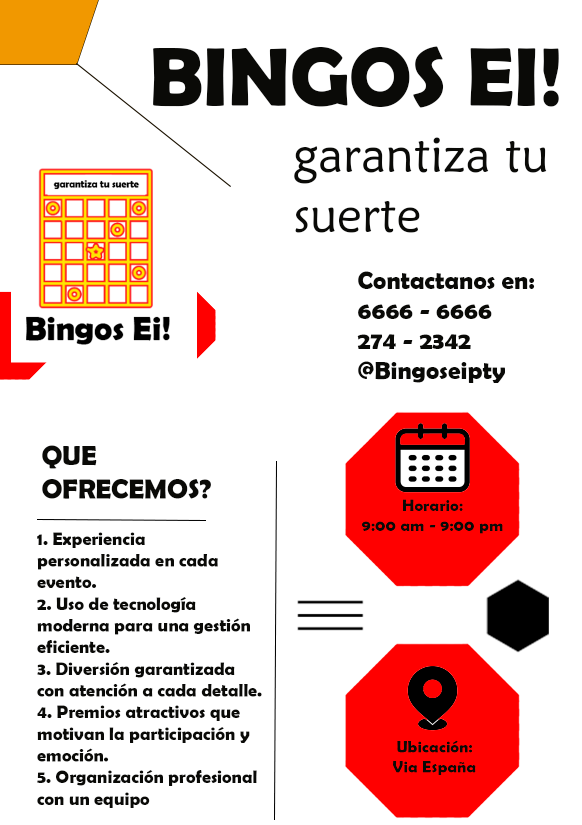 BINGOS EI!
garantiza tu
suerte
garantiza tu suerte
Bingos Ei!
Contactanos en:
6666 - 6666
274 - 2342
@Bingoseipty
QUE
OFRECEMOS?
1. Experiencia
personalizada en cada
evento.
2. Uso de tecnología
moderna para una gestión
eficiente.
3. Diversión garantizada
con atención a cada detalle.
4. Premios atractivos que
motivan la participación y
emoción.
5. Organización profesional
con un equipo
Horario:
9:00 am - 9:00 pm
Ubicación:
Via España